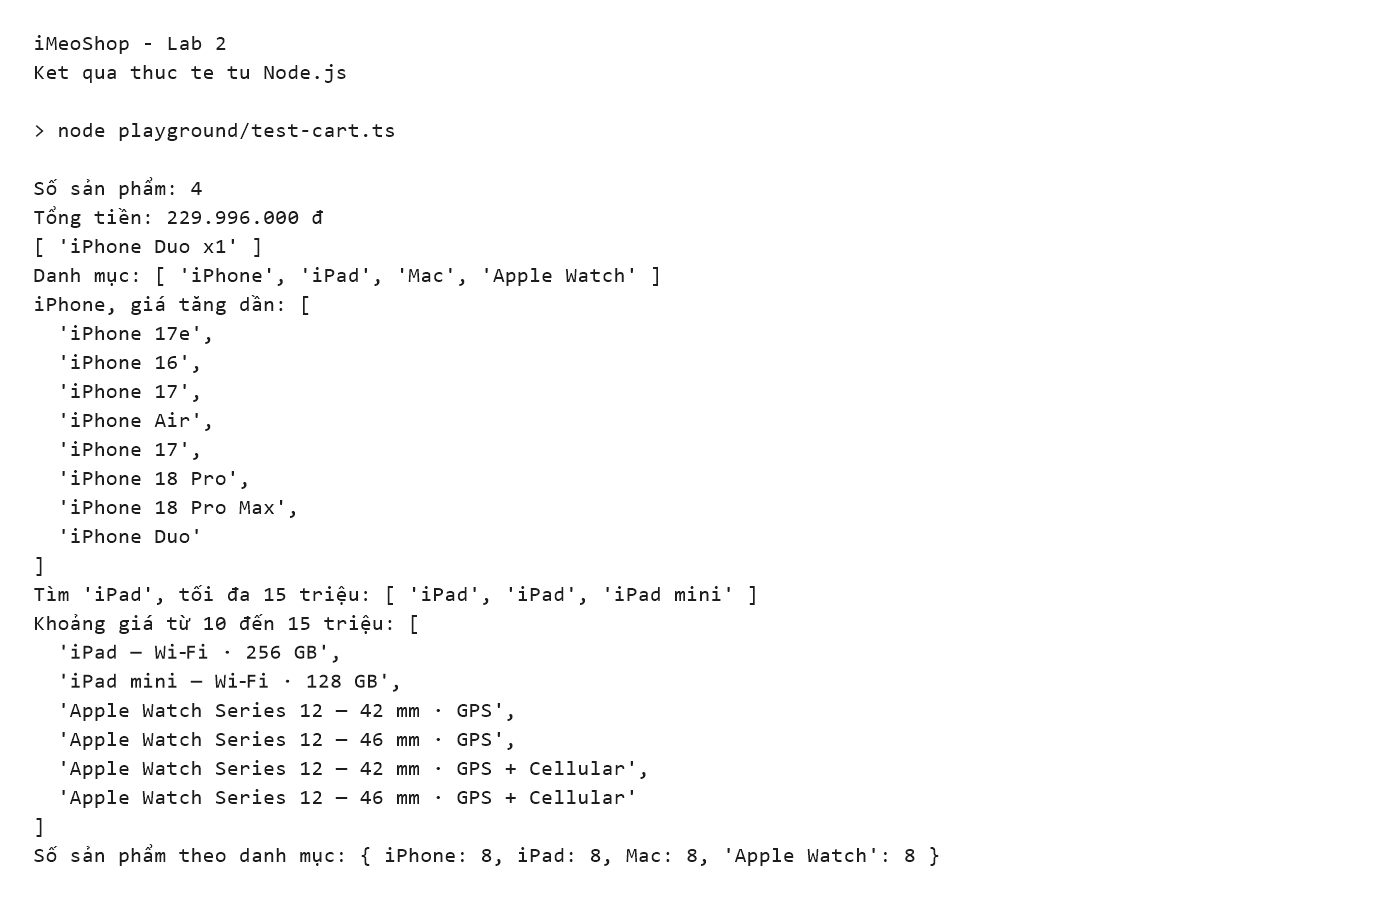 iMeoShop - Lab 2
Ket qua thuc te tu Node.js
> node playground/test-cart.ts
Số sản phẩm: 4
Tổng tiền: 229.996.000 đ
[ 'iPhone Duo x1' ]
Danh mục: [ 'iPhone', 'iPad', 'Mac', 'Apple Watch' ]
iPhone, giá tăng dần: [
  'iPhone 17e',
  'iPhone 16',
  'iPhone 17',
  'iPhone Air',
  'iPhone 17',
  'iPhone 18 Pro',
  'iPhone 18 Pro Max',
  'iPhone Duo'
]
Tìm 'iPad', tối đa 15 triệu: [ 'iPad', 'iPad', 'iPad mini' ]
Khoảng giá từ 10 đến 15 triệu: [
  'iPad — Wi-Fi · 256 GB',
  'iPad mini — Wi-Fi · 128 GB',
  'Apple Watch Series 12 — 42 mm · GPS',
  'Apple Watch Series 12 — 46 mm · GPS',
  'Apple Watch Series 12 — 42 mm · GPS + Cellular',
  'Apple Watch Series 12 — 46 mm · GPS + Cellular'
]
Số sản phẩm theo danh mục: { iPhone: 8, iPad: 8, Mac: 8, 'Apple Watch': 8 }